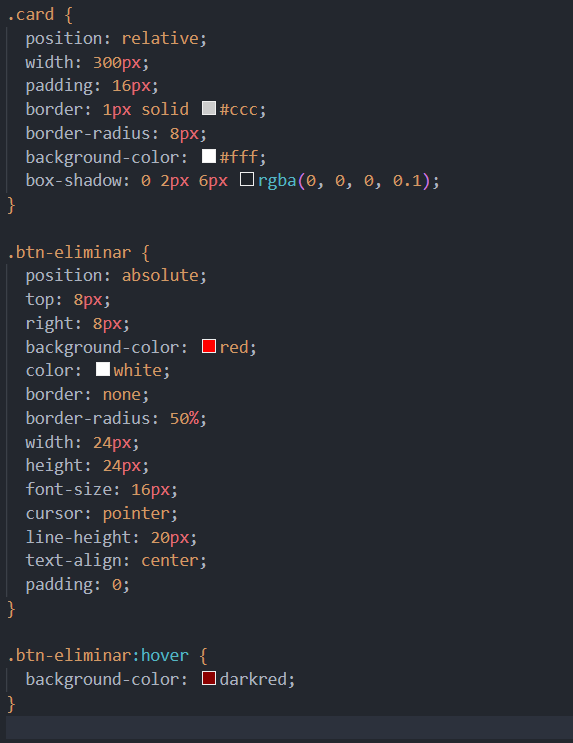 .card {
  position: relative;
  width: 300px;
  padding: 16px;
  border: 1px solid #ccc;
  border-radius: 8px;
  background-color: #fff;
  box-shadow: 0 2px 6px rgba(0, 0, 0, 0.1);
}

.btn-eliminar {
  position: absolute;
  top: 8px;
  right: 8px;
  background-color: red;
  color: white;
  border: none;
  border-radius: 50%;
  width: 24px;
  height: 24px;
  font-size: 16px;
  cursor: pointer;
  line-height: 20px;
  text-align: center;
  padding: 0;
}

.btn-eliminar:hover {
  background-color: darkred;
}